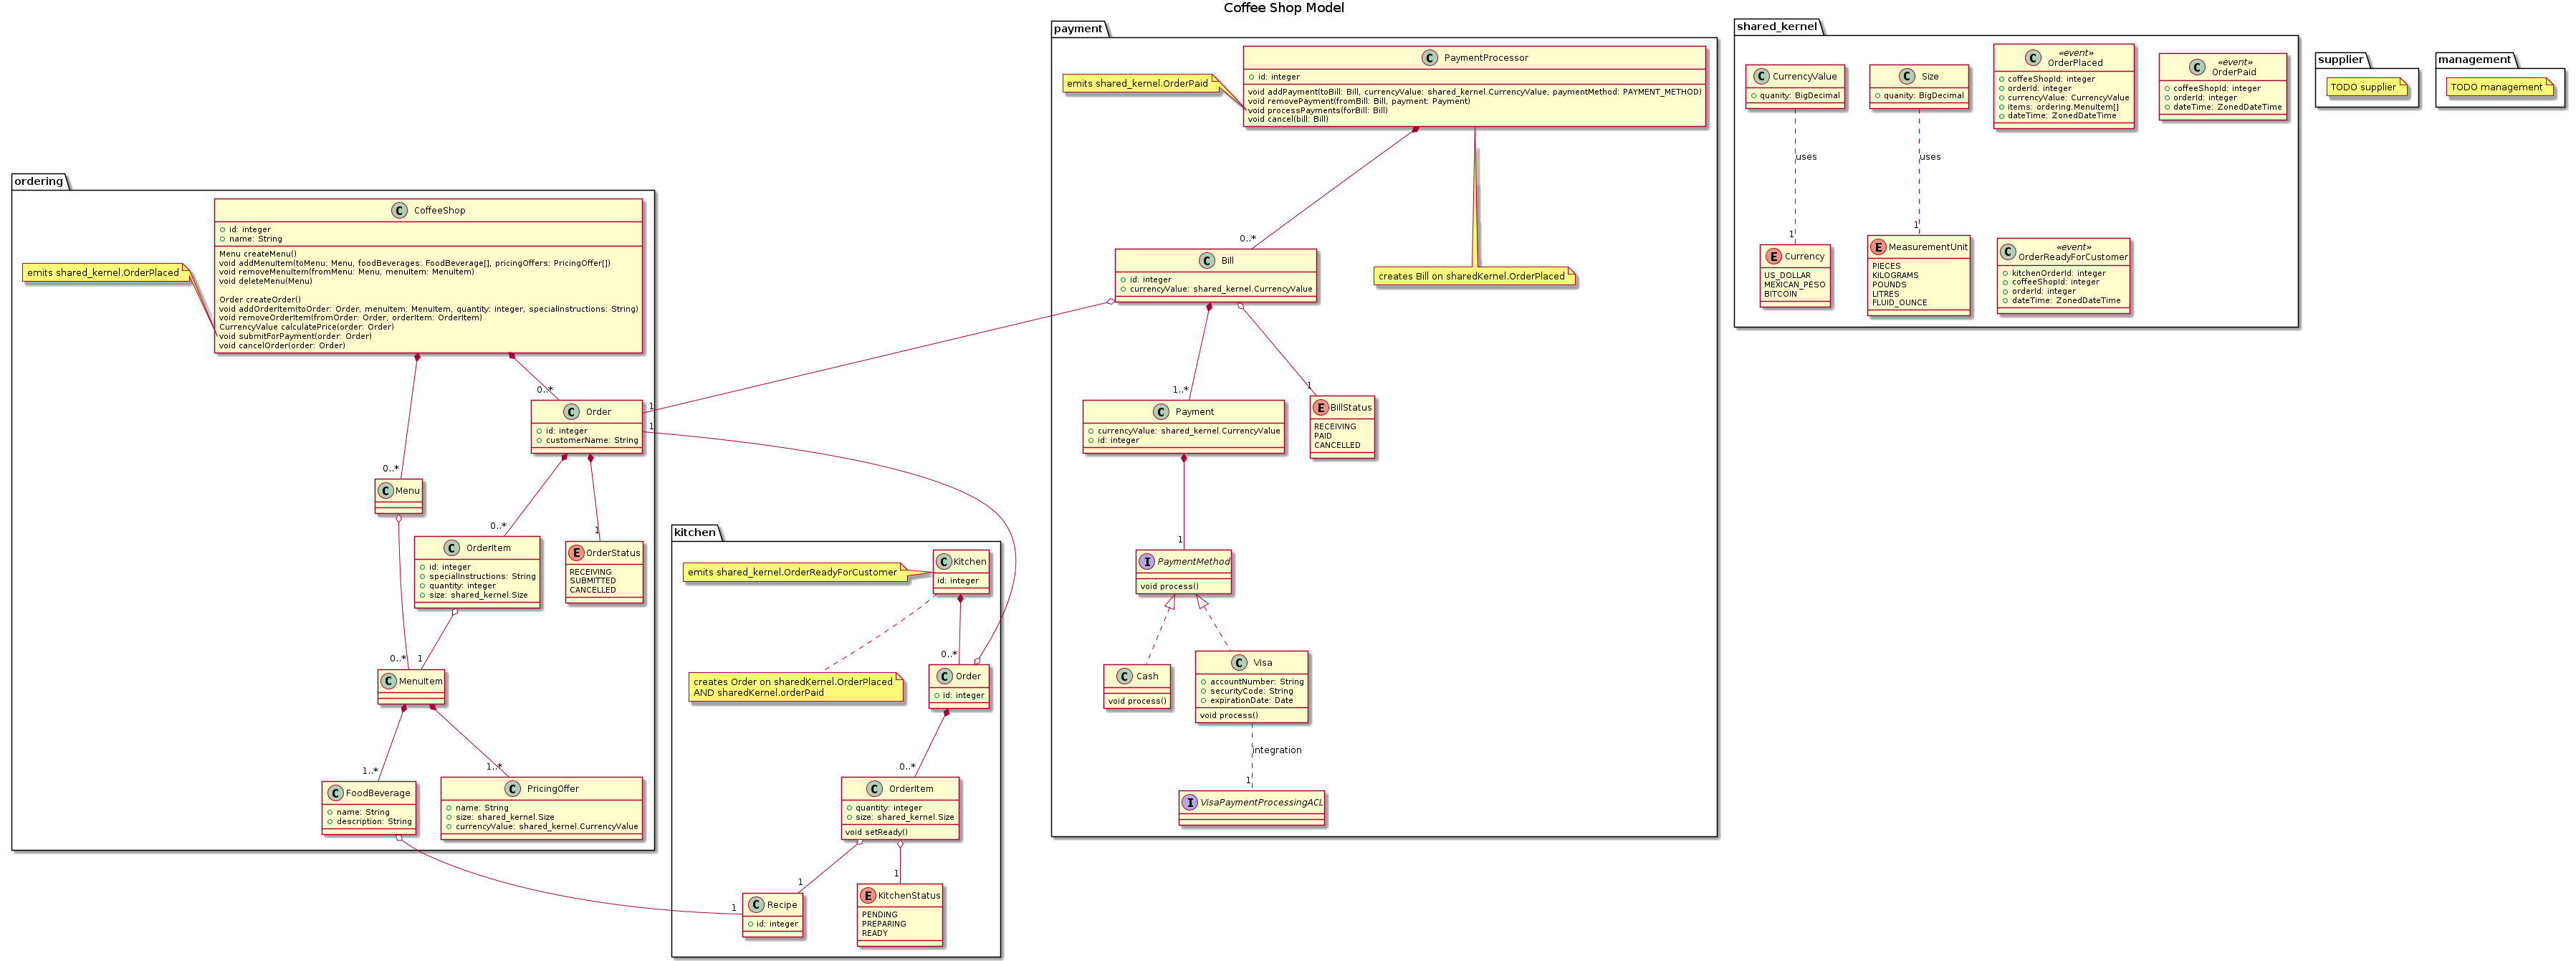 Coffee Shop Model
ordering
CoffeeShop
id: integer
name: String
Menu createMenu()
void addMenuItem(toMenu: Menu, foodBeverages: FoodBeverage[], pricingOffers: PricingOffer[])
void removeMenuItem(fromMenu: Menu, menuItem: MenuItem)
void deleteMenu(Menu)
Order createOrder()
void addOrderItem(toOrder: Order, menuItem: MenuItem, quantity: integer, specialInstructions: String)
void removeOrderItem(fromOrder: Order, orderItem: OrderItem)
CurrencyValue calculatePrice(order: Order)
void submitForPayment(order: Order)
void cancelOrder(order: Order)
emits shared_kernel.OrderPlaced
0..*
Order
id: integer
customerName: String
1
1
0..*
Menu
0..*
OrderItem
id: integer
specialInstructions: String
quantity: integer
size: shared_kernel.Size
1
OrderStatus
RECEIVING
SUBMITTED
CANCELLED
0..*
1
MenuItem
1..*
FoodBeverage
name: String
description: String
1..*
PricingOffer
name: String
size: shared_kernel.Size
currencyValue: shared_kernel.CurrencyValue
kitchen
Kitchen
id: integer
emits shared_kernel.OrderReadyForCustomer
creates Order on sharedKernel.OrderPlaced
AND sharedKernel.orderPaid
0..*
Order
id: integer
0..*
OrderItem
quantity: integer
size: shared_kernel.Size
void setReady()
1
1
Recipe
id: integer
1
KitchenStatus
PENDING
PREPARING
READY
payment
PaymentProcessor
id: integer
void addPayment(toBill: Bill, currencyValue: shared_kernel.CurrencyValue, paymentMethod: PAYMENT_METHOD)
void removePayment(fromBill: Bill, payment: Payment)
void processPayments(forBill: Bill)
void cancel(bill: Bill)
emits shared_kernel.OrderPaid
0..*
Bill
id: integer
currencyValue: shared_kernel.CurrencyValue
creates Bill on sharedKernel.OrderPlaced
1..*
Payment
currencyValue: shared_kernel.CurrencyValue
id: integer
1
BillStatus
RECEIVING
PAID
CANCELLED
1
PaymentMethod
void process()
Cash
void process()
Visa
accountNumber: String
securityCode: String
expirationDate: Date
void process()
integration
1
VisaPaymentProcessingACL
shared_kernel
CurrencyValue
quanity: BigDecimal
uses
1
Currency
US_DOLLAR
MEXICAN_PESO
BITCOIN
Size
quanity: BigDecimal
uses
1
MeasurementUnit
PIECES
KILOGRAMS
POUNDS
LITRES
FLUID_OUNCE
«event»
OrderPlaced
coffeeShopId: integer
orderId: integer
currencyValue: CurrencyValue
items: ordering.MenuItem[]
dateTime: ZonedDateTime
«event»
OrderPaid
coffeeShopId: integer
orderId: integer
dateTime: ZonedDateTime
«event»
OrderReadyForCustomer
kitchenOrderId: integer
coffeeShopId: integer
orderId: integer
dateTime: ZonedDateTime
supplier
TODO supplier
management
TODO management